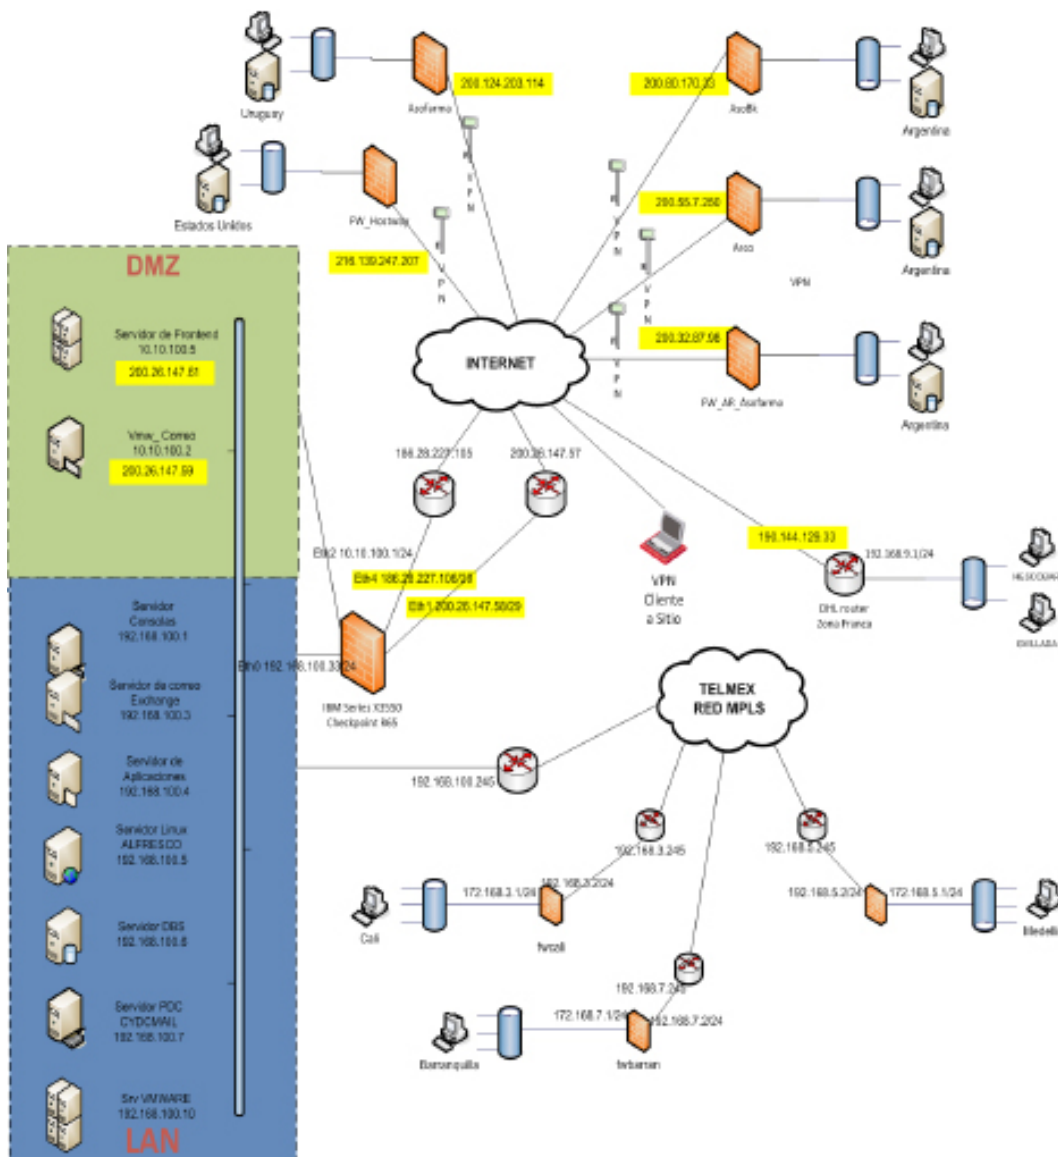 200.124.203.114
Asofarma
Uruguay
200.80.170.33
AsoBk
Argentina
Estados Unidos
FW_Hostway
216.139.247.207
V
P
N
V
P
N
V
P
N
200.55.7.250
Asco
Argentina
VPN
V
P
N
V
P
N
200.32.87.98
FW_AR_Asofarma
Argentina
INTERNET
DMZ
Servidor de Frontend
10.10.100.5
200.26.147.61
Vmw_ Correo
10.10.100.2
200.26.147.59
186.28.227.105
200.26.147.57
Eth2 10.10.100.1/24
Eth4 186.28.227.106/28
Eth1 200.26.147.58/29
Eth0 192.168.100.33/24
IBM Series X3550
Checkpoint R65
VPN
Cliente
a Sitio
190.144.129.33
192.168.9.1/24
DHL router
Zona Franca
Servidor
Consolas
192.168.100.1
Servidor de correo
Exchange
192.168.100.3
Servidor de
Aplicaciones
192.168.100.4
Servidor Linux
ALFRESCO
192.168.100.5
Servidor DBS
192.168.100.6
Servidor PDC
CYDCMAIL
192.168.100.7
Srv VMWARE
192.168.100.10
LAN
TELMEX
RED MPLS
192.168.100.245
192.168.3.245
192.168.5.245
172.168.3.1/24
192.168.3.2/24
Cali
fwcali
192.168.5.2/24
172.168.5.1/24
Medellin
192.168.7.245
172.168.7.1/24
192.168.7.2/24
Barranquilla
fwbarran